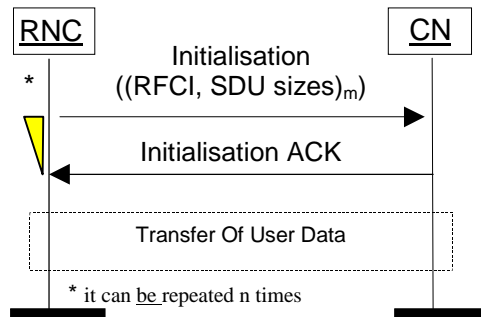 RNC
CN
Initialisation
*
((RFCI, SDU sizes)m)
Initialisation ACK
Transfer Of User Data
* it can be repeated n times